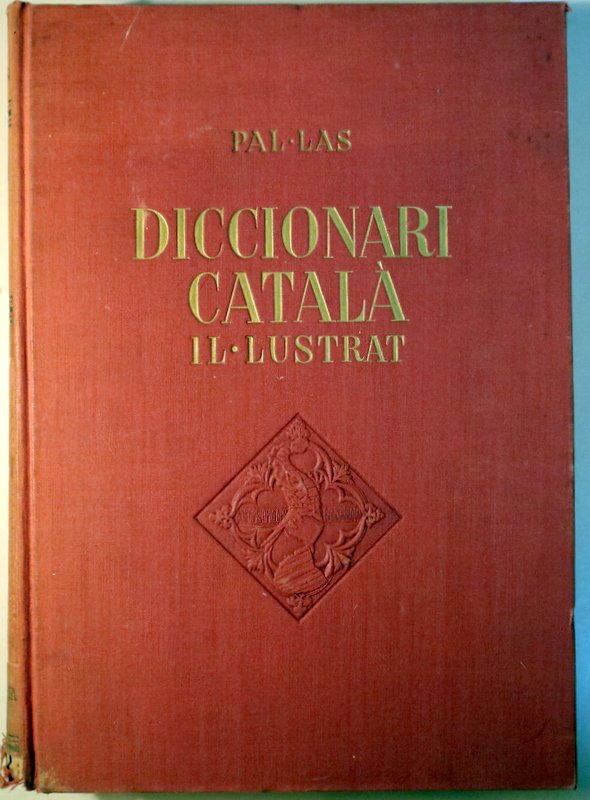 PAL·LAS
DICCIONARI
CATALÀ
IL·LUSTRAT